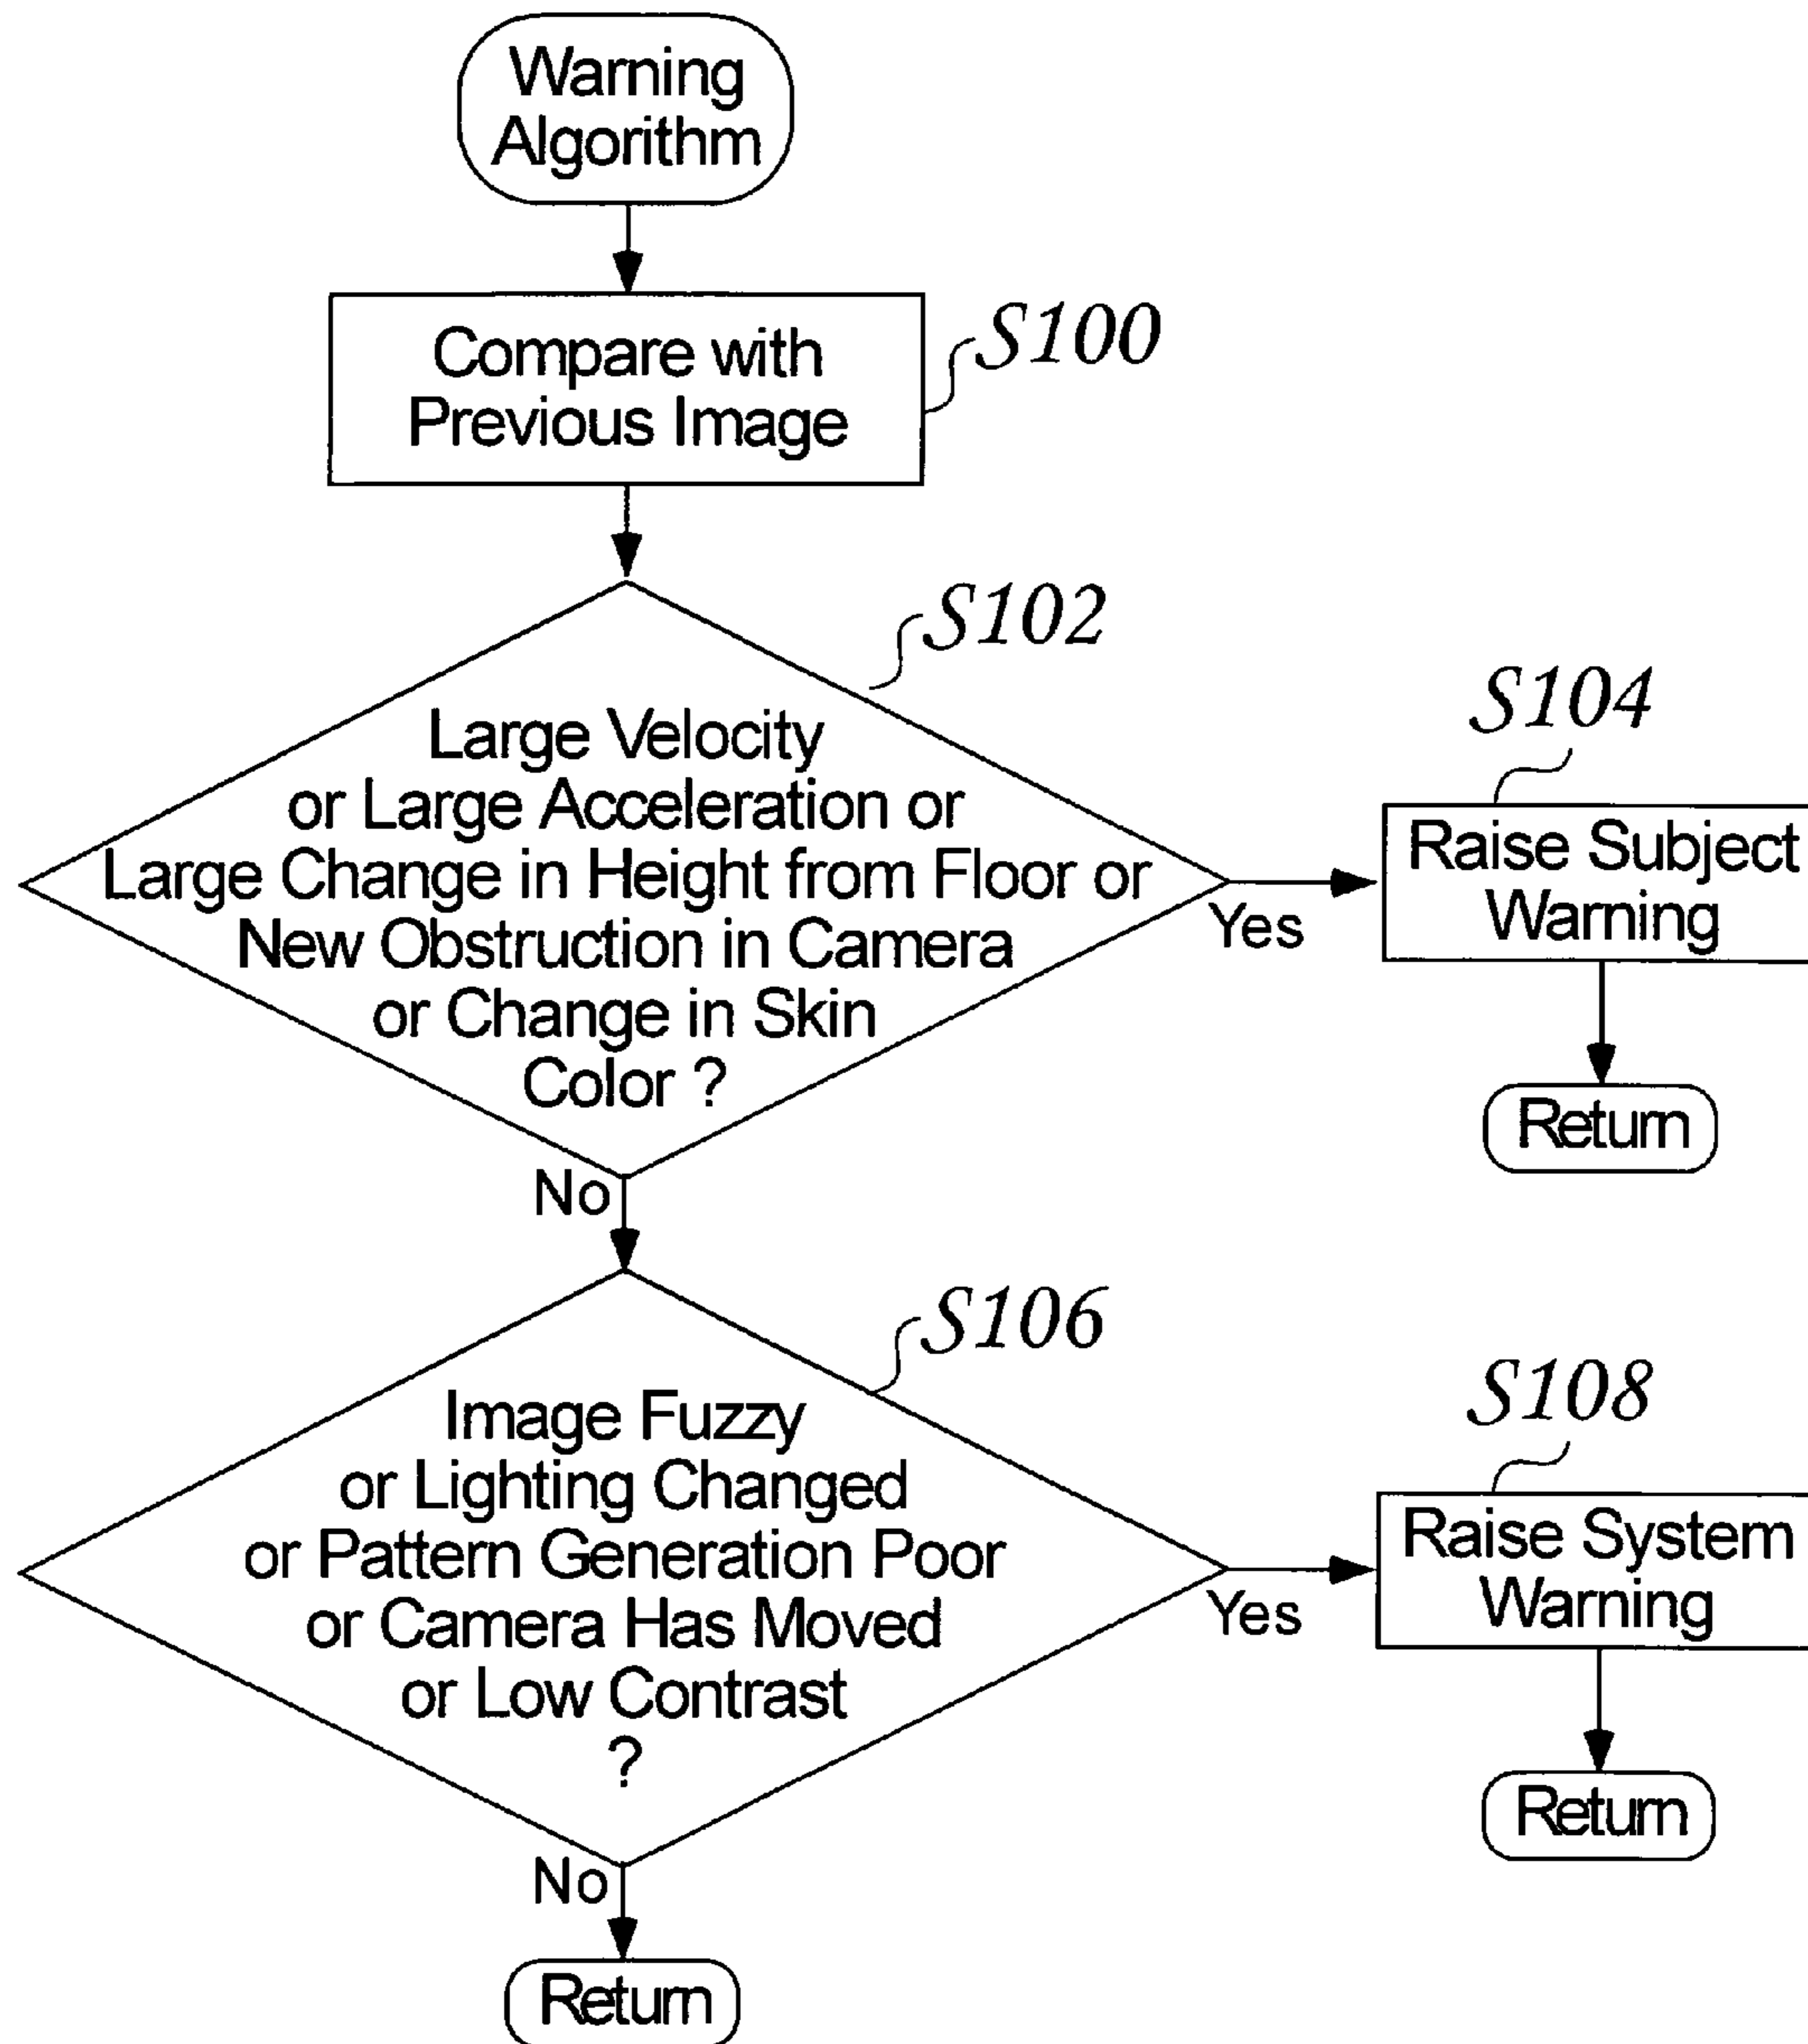 Warning
Algorithm
Compare with
Previous Image
S100
Large Velocity
or Large Acceleration or
Large Change in Height from Floor or
New Obstruction in Camera
or Change in Skin
Color ?
S102
Yes
S104
Raise Subject
Warning
Return
No
Image Fuzzy
or Lighting Changed
or Pattern Generation Poor
or Camera Has Moved
or Low Contrast
?
S106
Yes
S108
Raise System
Warning
Return
No
Return